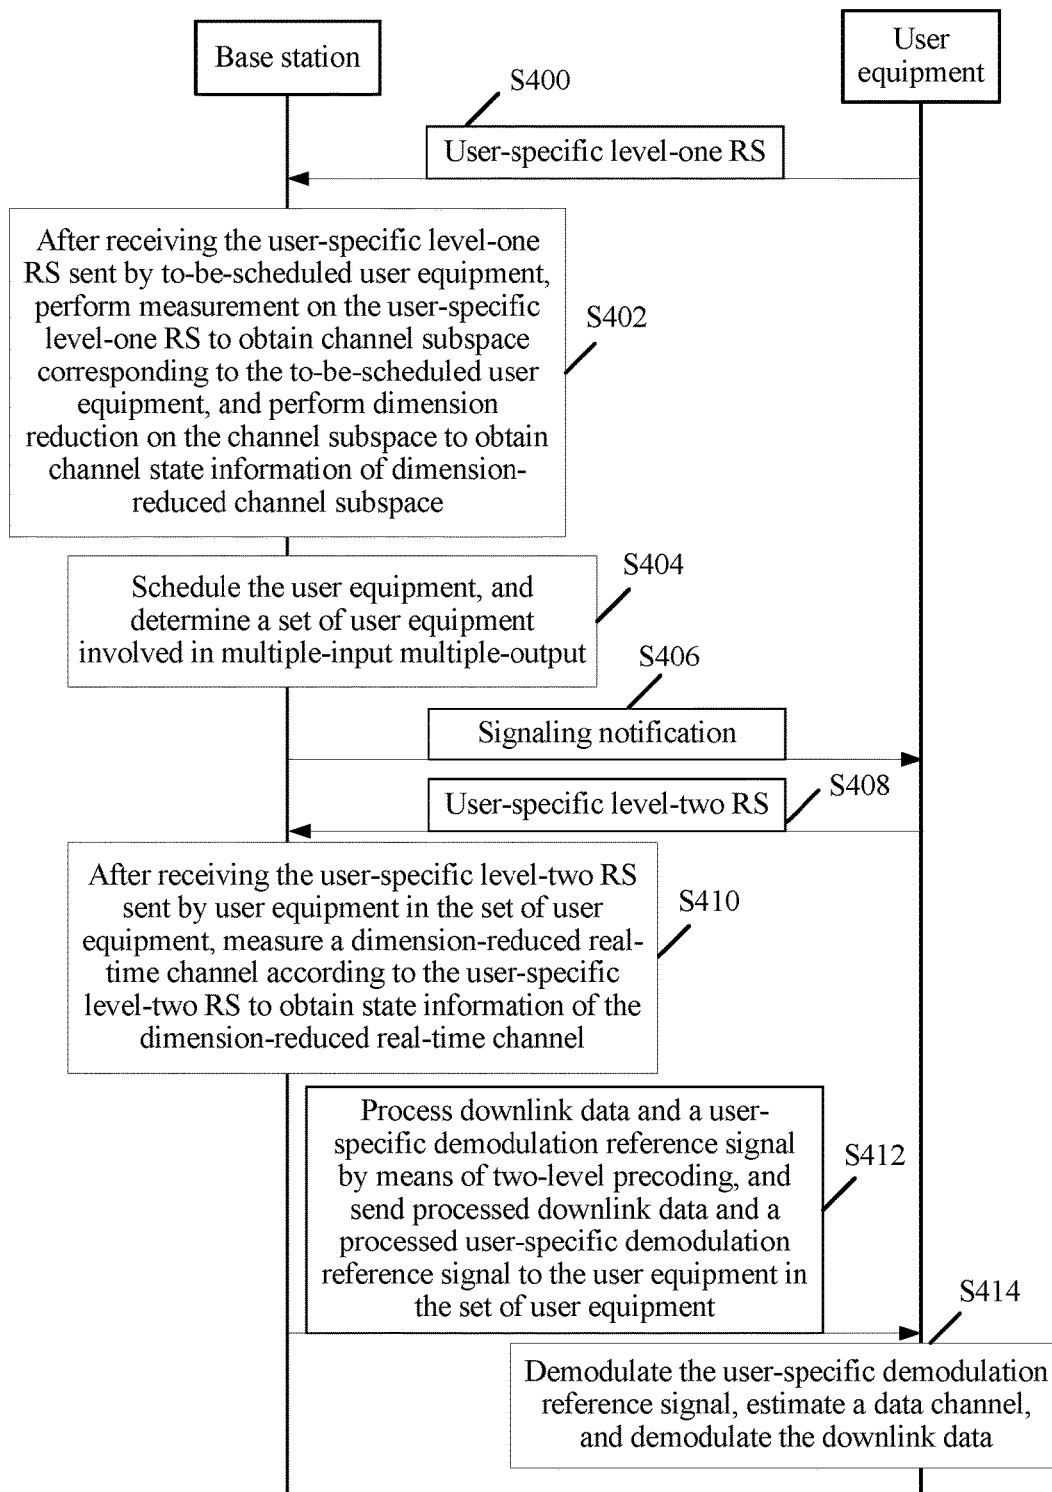 Base station
User
equipment
S400
User-specific level-one RS
After receiving the user-specific level-one
RS sent by to-be-scheduled user equipment,
perform measurement on the user-specific
level-one RS to obtain channel subspace
corresponding to the to-be-scheduled user
equipment, and perform dimension
reduction on the channel subspace to obtain
channel state information of dimension-
reduced channel subspace
S402
Schedule the user equipment, and
determine a set of user equipment
involved in multiple-input multiple-output
S404
S406
Signaling notification
User-specific level-two RS
S408
After receiving the user-specific level-two RS
sent by user equipment in the set of user
equipment, measure a dimension-reduced real-
time channel according to the user-specific
level-two RS to obtain state information of the
dimension-reduced real-time channel
S410
Process downlink data and a user-
specific demodulation reference signal
by means of two-level precoding, and
send processed downlink data and a
processed user-specific demodulation
reference signal to the user equipment in
the set of user equipment
S412
S414
Demodulate the user-specific demodulation
reference signal, estimate a data channel,
and demodulate the downlink data